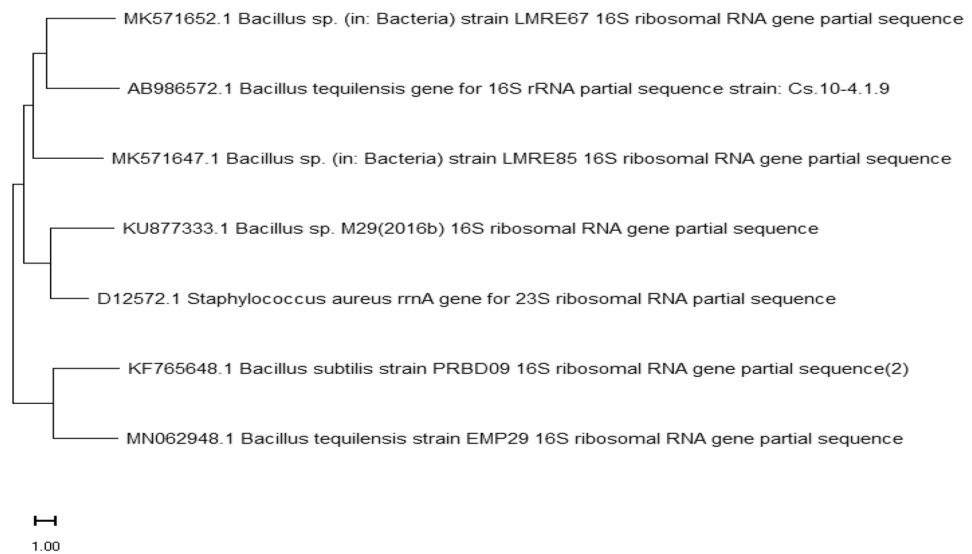 MK571652.1 Bacillus sp. (in: Bacteria) strain LMRE67 16S ribosomal RNA gene partial sequence
AB986572.1 Bacillus tequilensis gene for 16S rRNA partial sequence strain: Cs.10-4.1.9
MK571647.1 Bacillus sp. (in: Bacteria) strain LMRE85 16S ribosomal RNA gene partial sequence
KU877333.1 Bacillus sp. M29(2016b) 16S ribosomal RNA gene partial sequence
D12572.1 Staphylococcus aureus rrnA gene for 23S ribosomal RNA partial sequence
KF765648.1 Bacillus subtilis strain PRBD09 16S ribosomal RNA gene partial sequence(2)
MN062948.1 Bacillus tequilensis strain EMP29 16S ribosomal RNA gene partial sequence
1.00